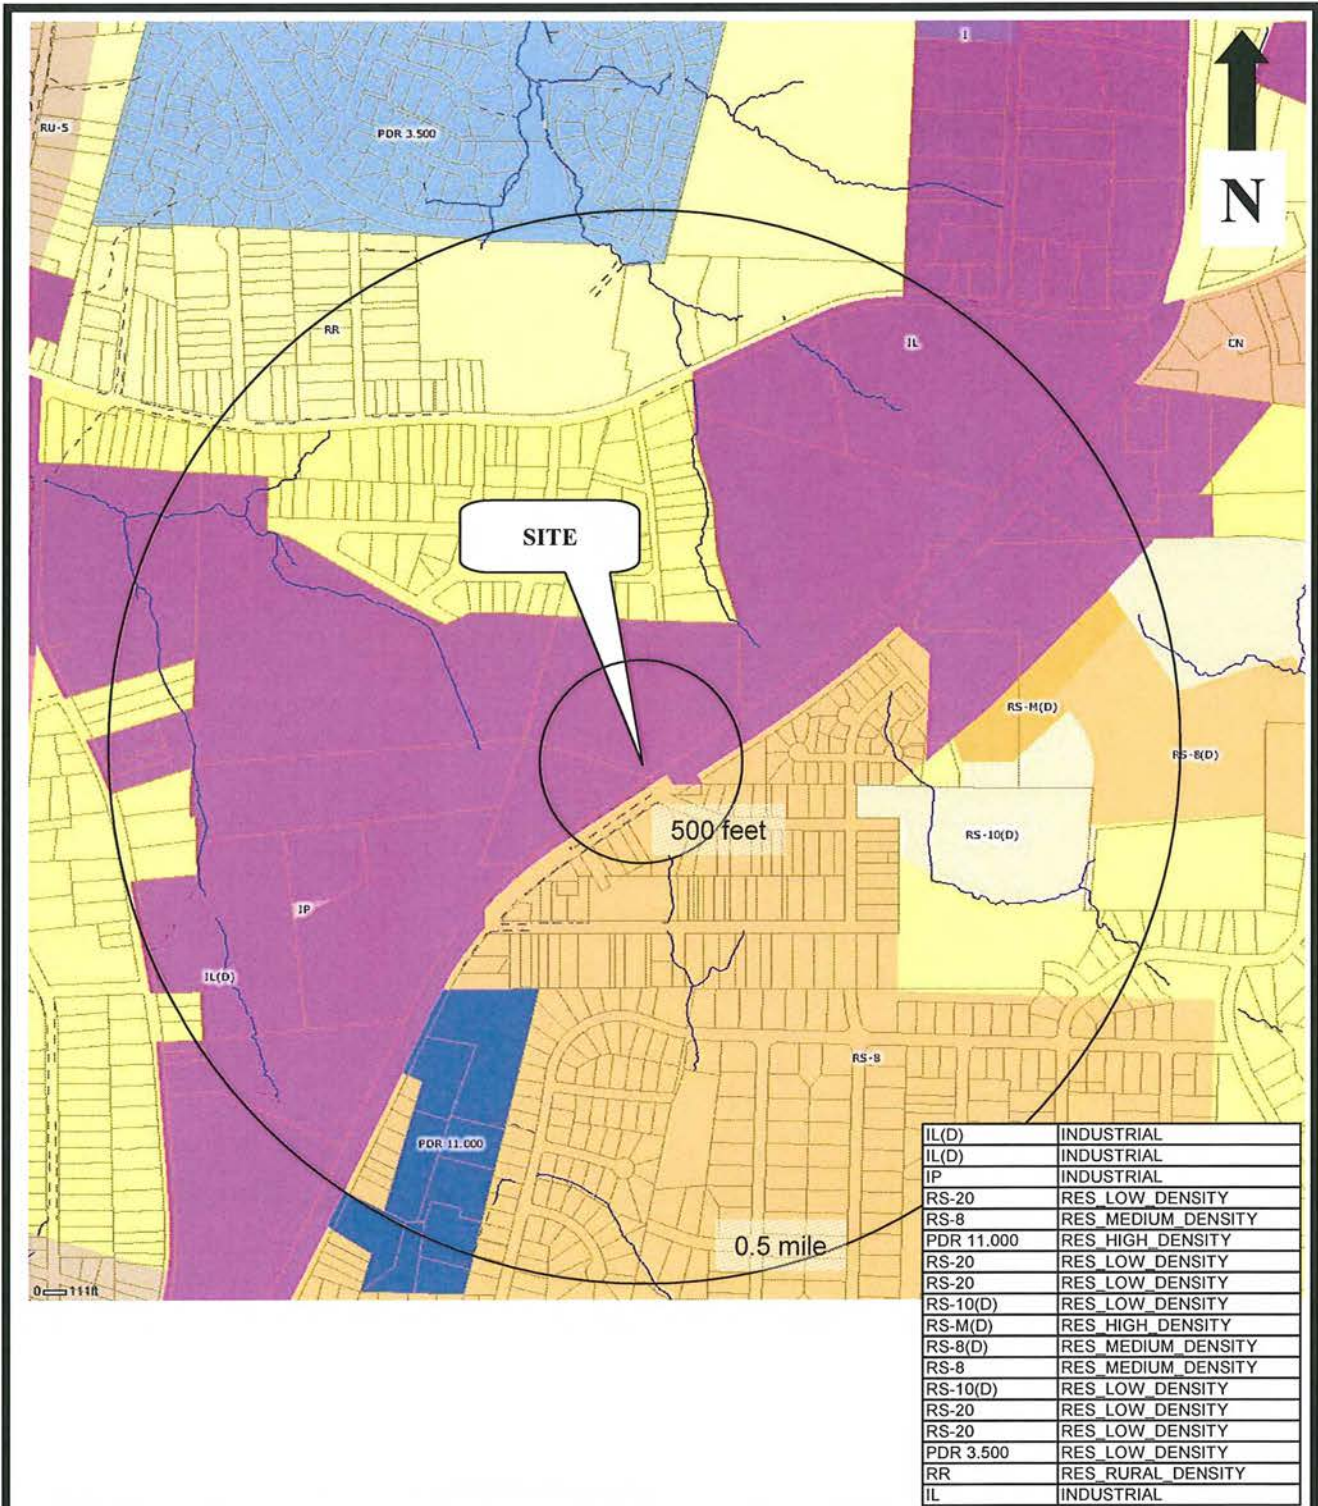 I
RU-5
PDR 3.500
N
RR
IL
CN
SITE
RS-M(D)
RS-8(D)
500 feet
RS-10(D)
IP
IL(D)
RS-8
PDR 11.000
0.5 mile
0 111ft
IL(D) INDUSTRIAL
IL(D) INDUSTRIAL
IP INDUSTRIAL
RS-20 RES_LOW_DENSITY
RS-8 RES_MEDIUM_DENSITY
PDR 11.000 RES_HIGH_DENSITY
RS-20 RES_LOW_DENSITY
RS-20 RES_LOW_DENSITY
RS-10(D) RES_LOW_DENSITY
RS-M(D) RES_HIGH_DENSITY
RS-8(D) RES_MEDIUM_DENSITY
RS-8 RES_MEDIUM_DENSITY
RS-10(D) RES_LOW_DENSITY
RS-20 RES_LOW_DENSITY
RS-20 RES_LOW_DENSITY
PDR 3.500 RES_LOW_DENSITY
RR RES_RURAL_DENSITY
IL INDUSTRIAL